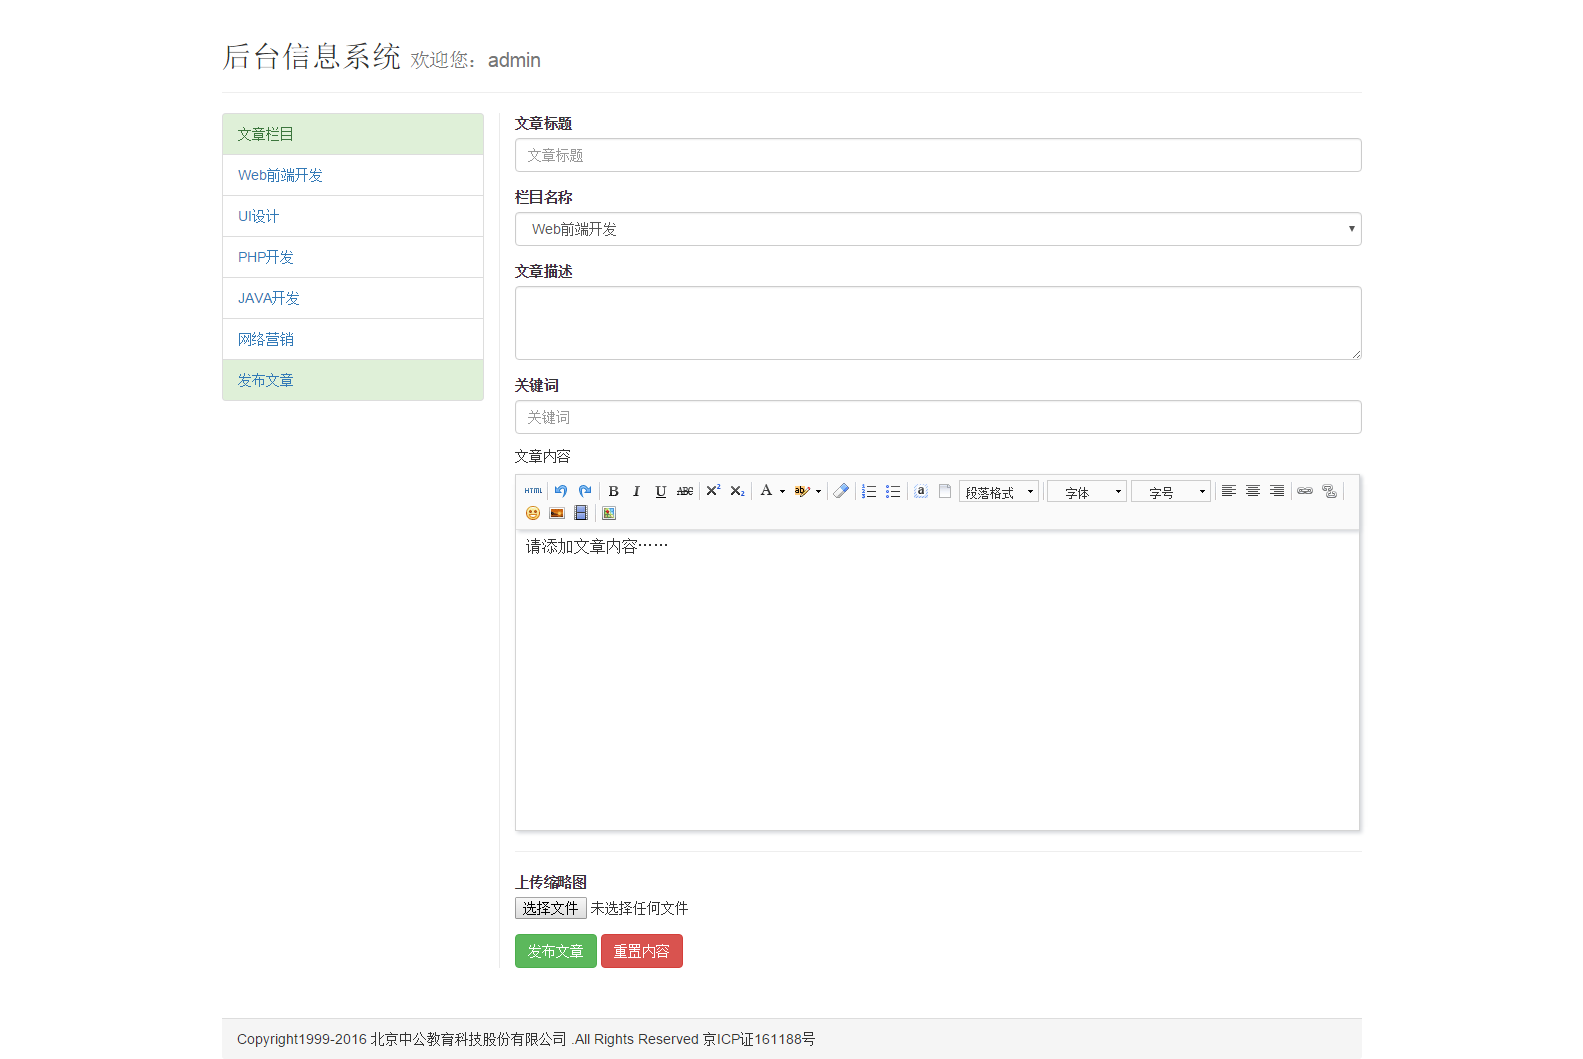 后台信息系统 欢迎您：admin
文章栏目
Web前端开发
UI设计
PHP开发
JAVA开发
网络营销
发布文章
文章标题
文章标题
栏目名称
Web前端开发
文章描述
关键词
关键词
文章内容
HTML B I U ABC X² X₂ A ab a 段落格式 字体 字号
请添加文章内容……
上传缩略图
选择文件 未选择任何文件
发布文章 重置内容
Copyright1999-2016 北京中公教育科技股份有限公司 .All Rights Reserved 京ICP证161188号